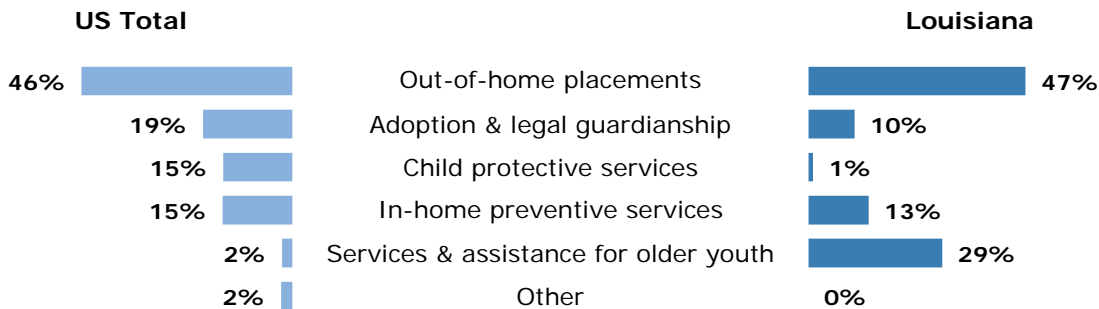 US Total Louisiana
46% Out-of-home placements 47%
19% Adoption & legal guardianship 10%
15% Child protective services 1%
15% In-home preventive services 13%
2% Services & assistance for older youth 29%
2% Other 0%